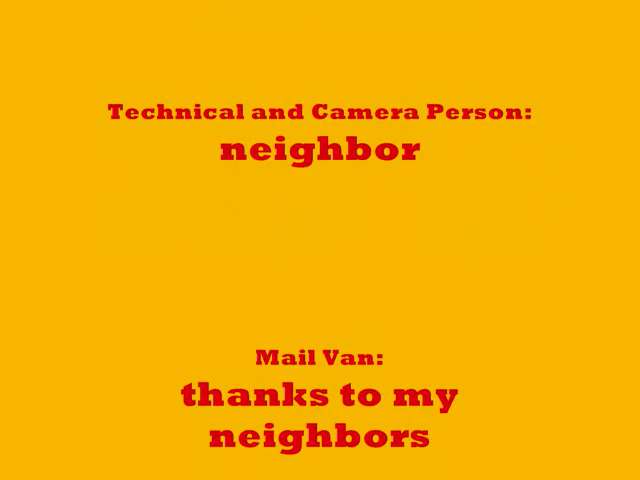 Technical and Camera Person:
neighbor
Mail Van:
thanks to my
neighbors